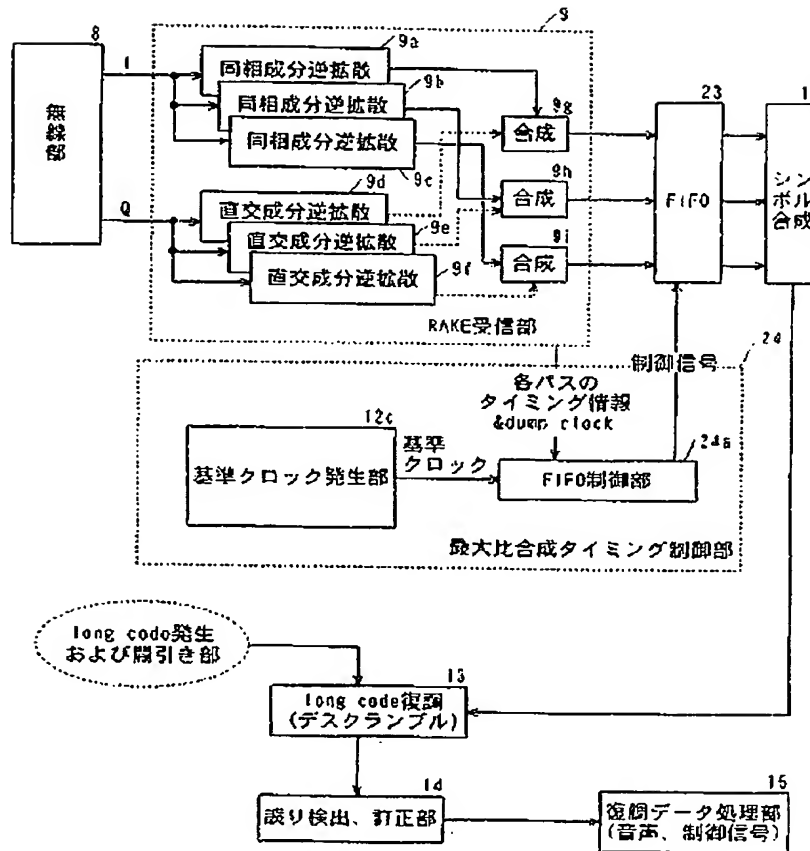 8
無線部
I
Q
9
9a
同相成分逆拡散
9b
同相成分逆拡散
同相成分逆拡散
9c
9d
直交成分逆拡散
9e
直交成分逆拡散
9f
直交成分逆拡散
9g
合成
9h
合成
9i
合成
RAKE受信部
23
FIFO
シン
ボル
合成
24
制御信号
各パスの
タイミング情報
&dump clock
12c
基準クロック発生部
基準
クロック
24a
FIFO制御部
最大比合成タイミング制御部
long code発生
および間引き部
13
long code復調
(デスクランブル)
14
誤り検出、訂正部
15
復調データ処理部
(音声、制御信号)